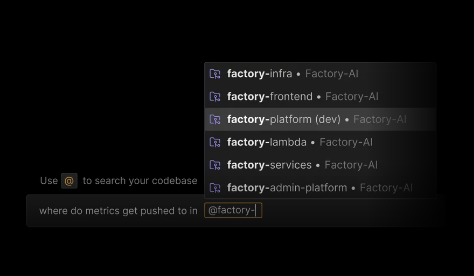 factory-infra • Factory-AI
factory-frontend • Factory-AI
factory-platform (dev) • Factory-AI
factory-lambda • Factory-AI
factory-services • Factory-AI
factory-admin-platform • Factory-AI
Use @ to search your codebase
where do metrics get pushed to in @factory-